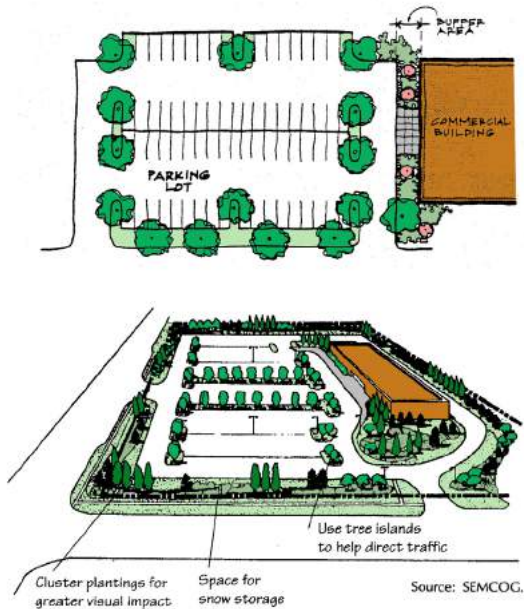 BUFFER
AREA
COMMERCIAL
BUILDING
PARKING
LOT
Use tree islands
to help direct traffic
Cluster plantings for
greater visual impact
Space for
snow storage
Source: SEMCOG.